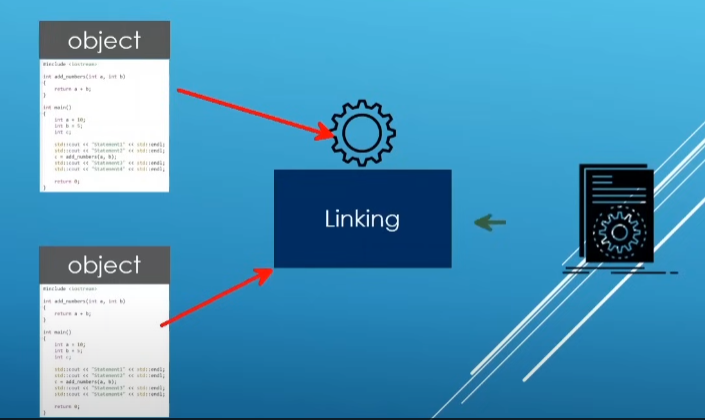 object
#include <iostream>
int add_numbers(int a, int b)
{
return a + b;
}
int main()
{
int a = 10;
int b = 5;
int c;
std::cout << "Statement1" << std::endl;
std::cout << "Statement2" << std::endl;
c = add_numbers(a, b);
std::cout << "Statement3" << std::endl;
std::cout << "Statement4" << std::endl;
return 0;
}
Linking
object
#include <iostream>
int add_numbers(int a, int b)
{
return a + b;
}
int main()
{
int a = 10;
int b = 5;
int c;
std::cout << "Statement1" << std::endl;
std::cout << "Statement2" << std::endl;
c = add_numbers(a, b);
std::cout << "Statement3" << std::endl;
std::cout << "Statement4" << std::endl;
return 0;
}